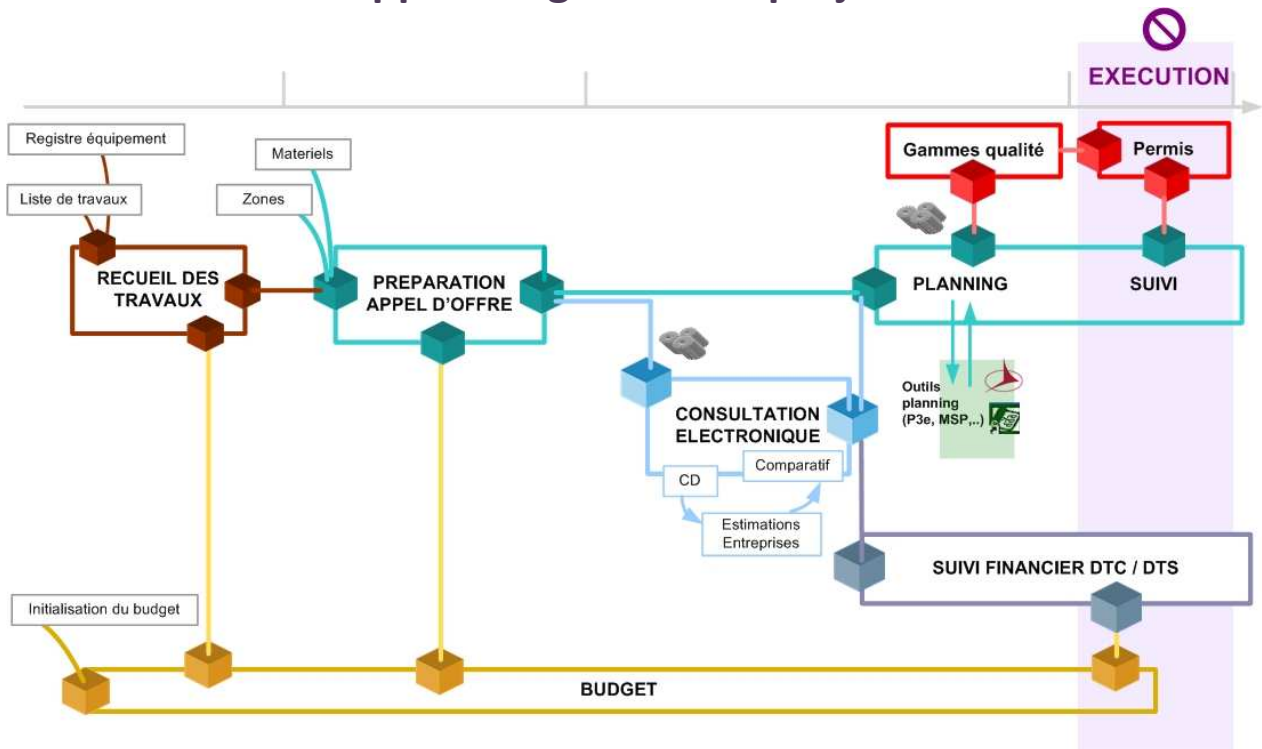 EXECUTION
Registre équipement
Materiels
Gammes qualité
Permis
Liste de travaux
Zones
RECUEIL DES
TRAVAUX
PREPARATION
APPEL D'OFFRE
PLANNING
SUIVI
Outils
planning
(P3e, MSP,..)
CONSULTATION
ELECTRONIQUE
Comparatif
CD
Estimations
Entreprises
SUIVI FINANCIER DTC / DTS
Initialisation du budget
BUDGET